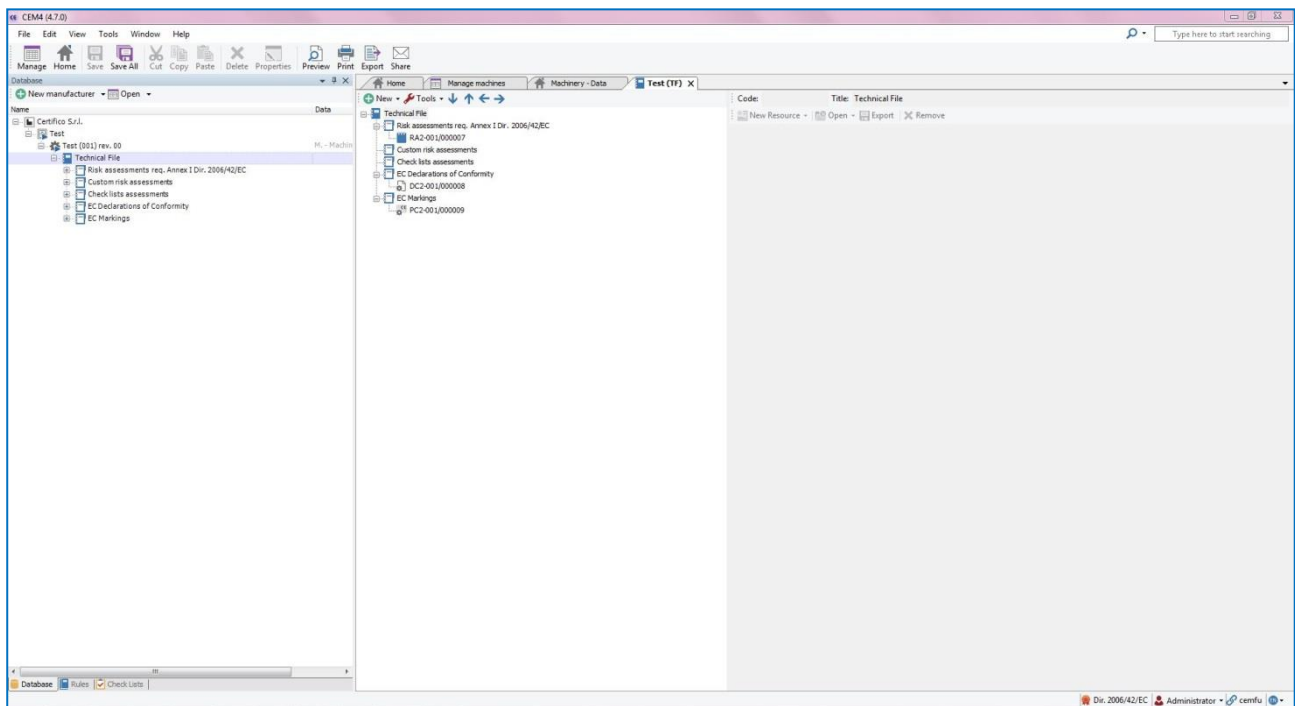 CEM4 (4.7.0)
File Edit View Tools Window Help
Type here to start searching
Manage Home Save Save All Cut Copy Paste Delete Properties Preview Print Export Share
Database
New manufacturer Open
Name Data
Certifico S.r.l.
Test
Test (001) rev. 00 M. - Machin
Technical File
Risk assessments req. Annex I Dir. 2006/42/EC
Custom risk assessments
Check lists assessments
EC Declarations of Conformity
EC Markings
Home Manage machines Machinery - Data Test (TF) X
New Tools
Technical File
Risk assessments req. Annex I Dir. 2006/42/EC
RA2-001/000007
Custom risk assessments
Check lists assessments
EC Declarations of Conformity
DC2-001/000008
EC Markings
PC2-001/000009
Code: Title: Technical File
New Resource Open Export Remove
Database Rules Check Lists
Dir. 2006/42/EC Administrator cemfu